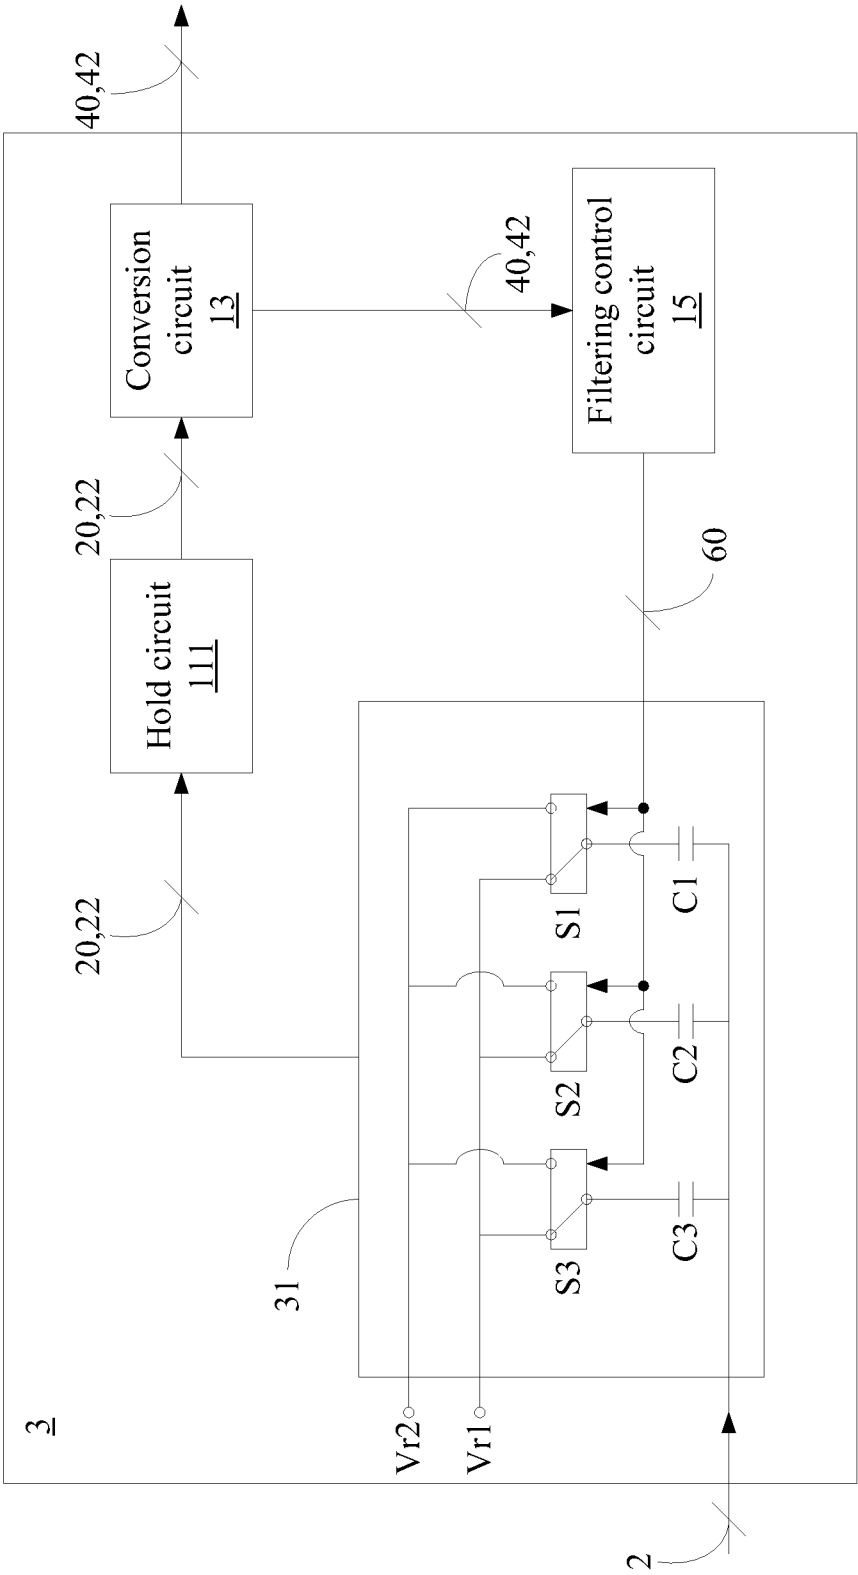 3
2
Vr2
Vr1
31
20,22
Hold circuit
111
20,22
Conversion
circuit
13
40,42
40,42
Filtering control
circuit
15
60
S3
S2
S1
C3
C2
C1